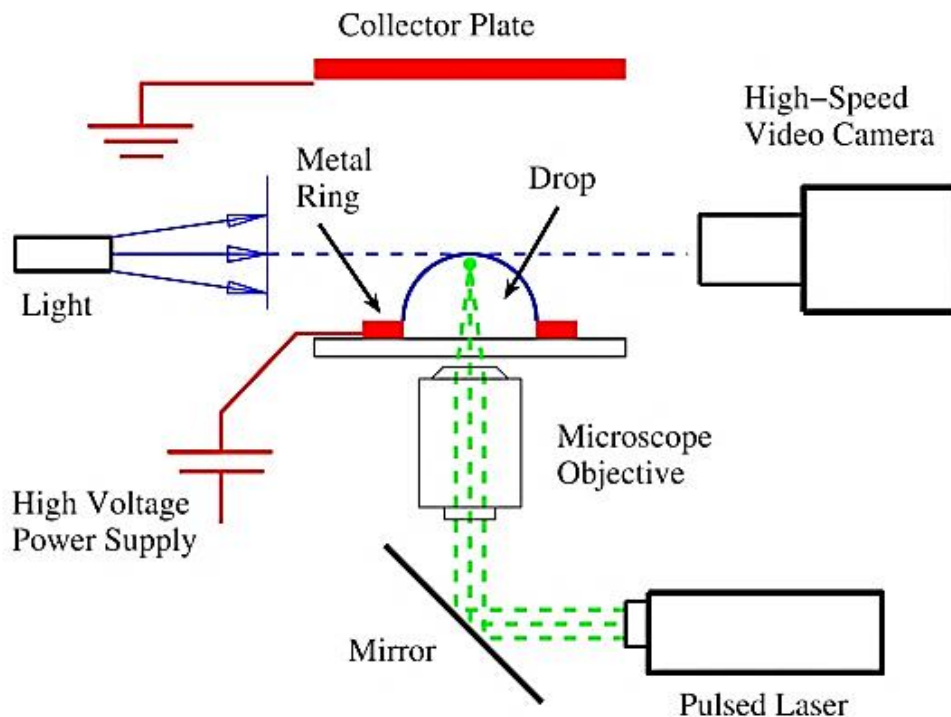 Collector Plate
High–Speed
Video Camera
Metal
Ring
Drop
Light
Microscope
Objective
High Voltage
Power Supply
Mirror
Pulsed Laser